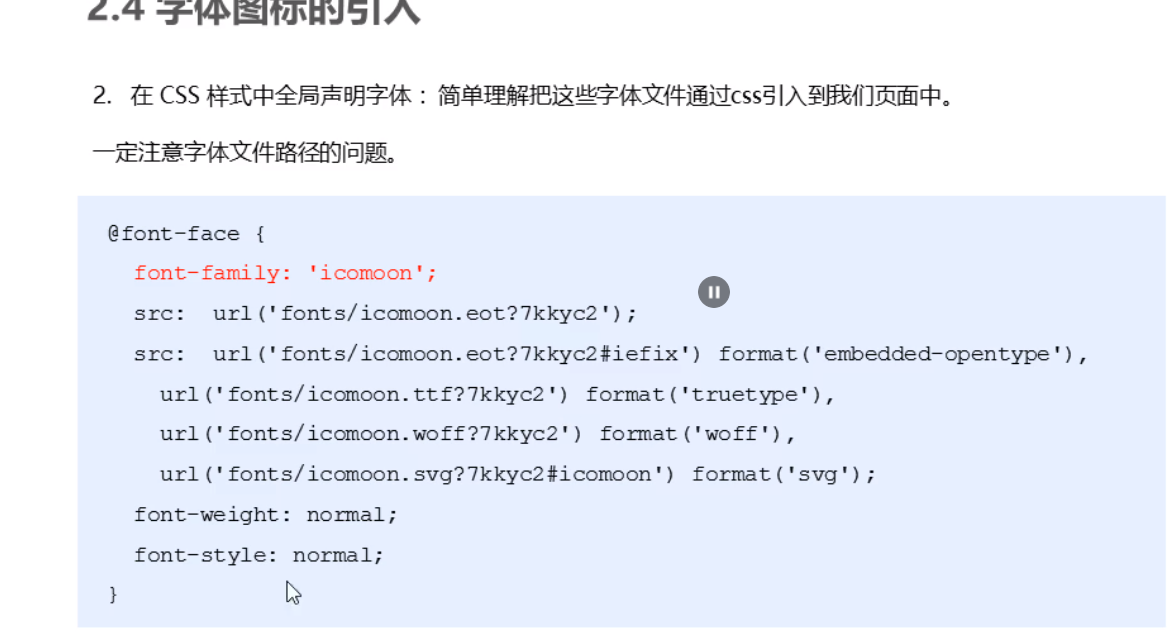 2.4 字体图标的引入
2. 在 CSS 样式中全局声明字体： 简单理解把这些字体文件通过css引入到我们页面中。
一定注意字体文件路径的问题。
@font-face {
font-family: 'icomoon';
src:  url('fonts/icomoon.eot?7kkyc2');
src:  url('fonts/icomoon.eot?7kkyc2#iefix') format('embedded-opentype'),
url('fonts/icomoon.ttf?7kkyc2') format('truetype'),
url('fonts/icomoon.woff?7kkyc2') format('woff'),
url('fonts/icomoon.svg?7kkyc2#icomoon') format('svg');
font-weight: normal;
font-style: normal;
}